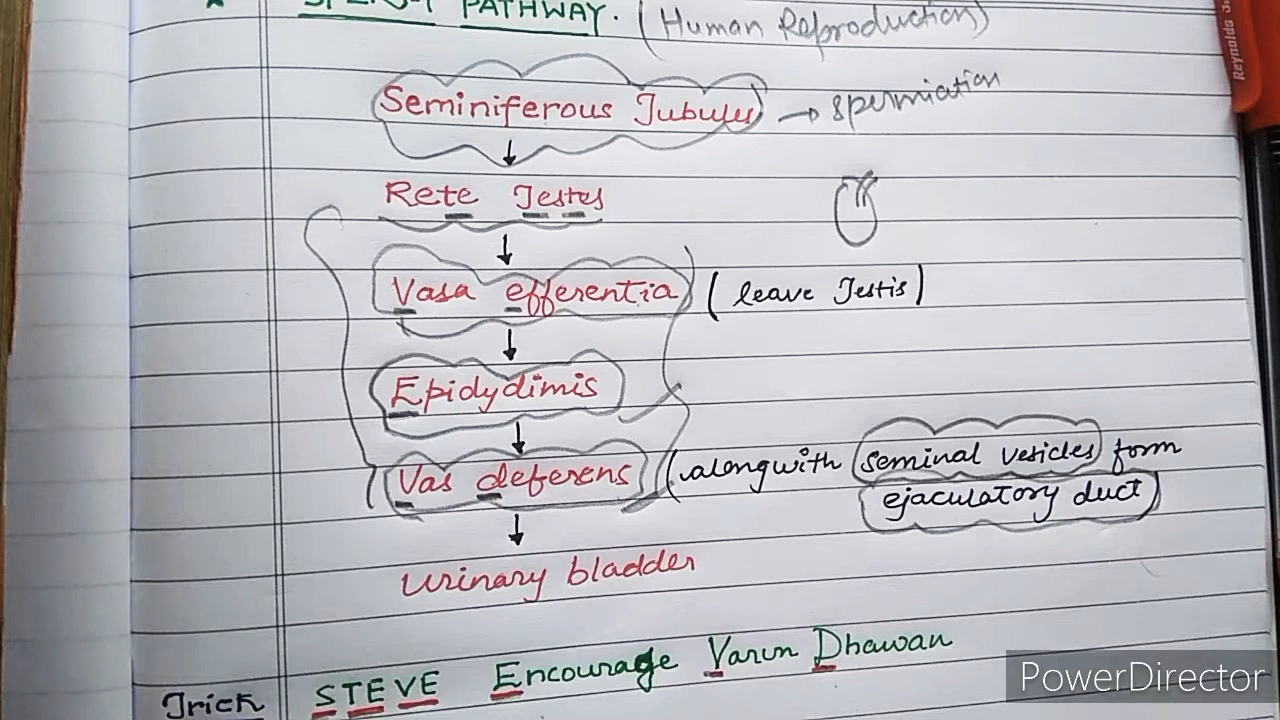 PATHWAY. (Human Reproduction)
Seminiferous Tubules → spermiation
↓
Rete Testes
↓
Vasa efferentia (leave Testis)
↓
Epidydimis
↓
Vas deferens (alongwith seminal vesicles form
ejaculatory duct)
↓
Urinary bladder
Trick STEVE Encourage Varun Dhawan
Reynolds
PowerDirector